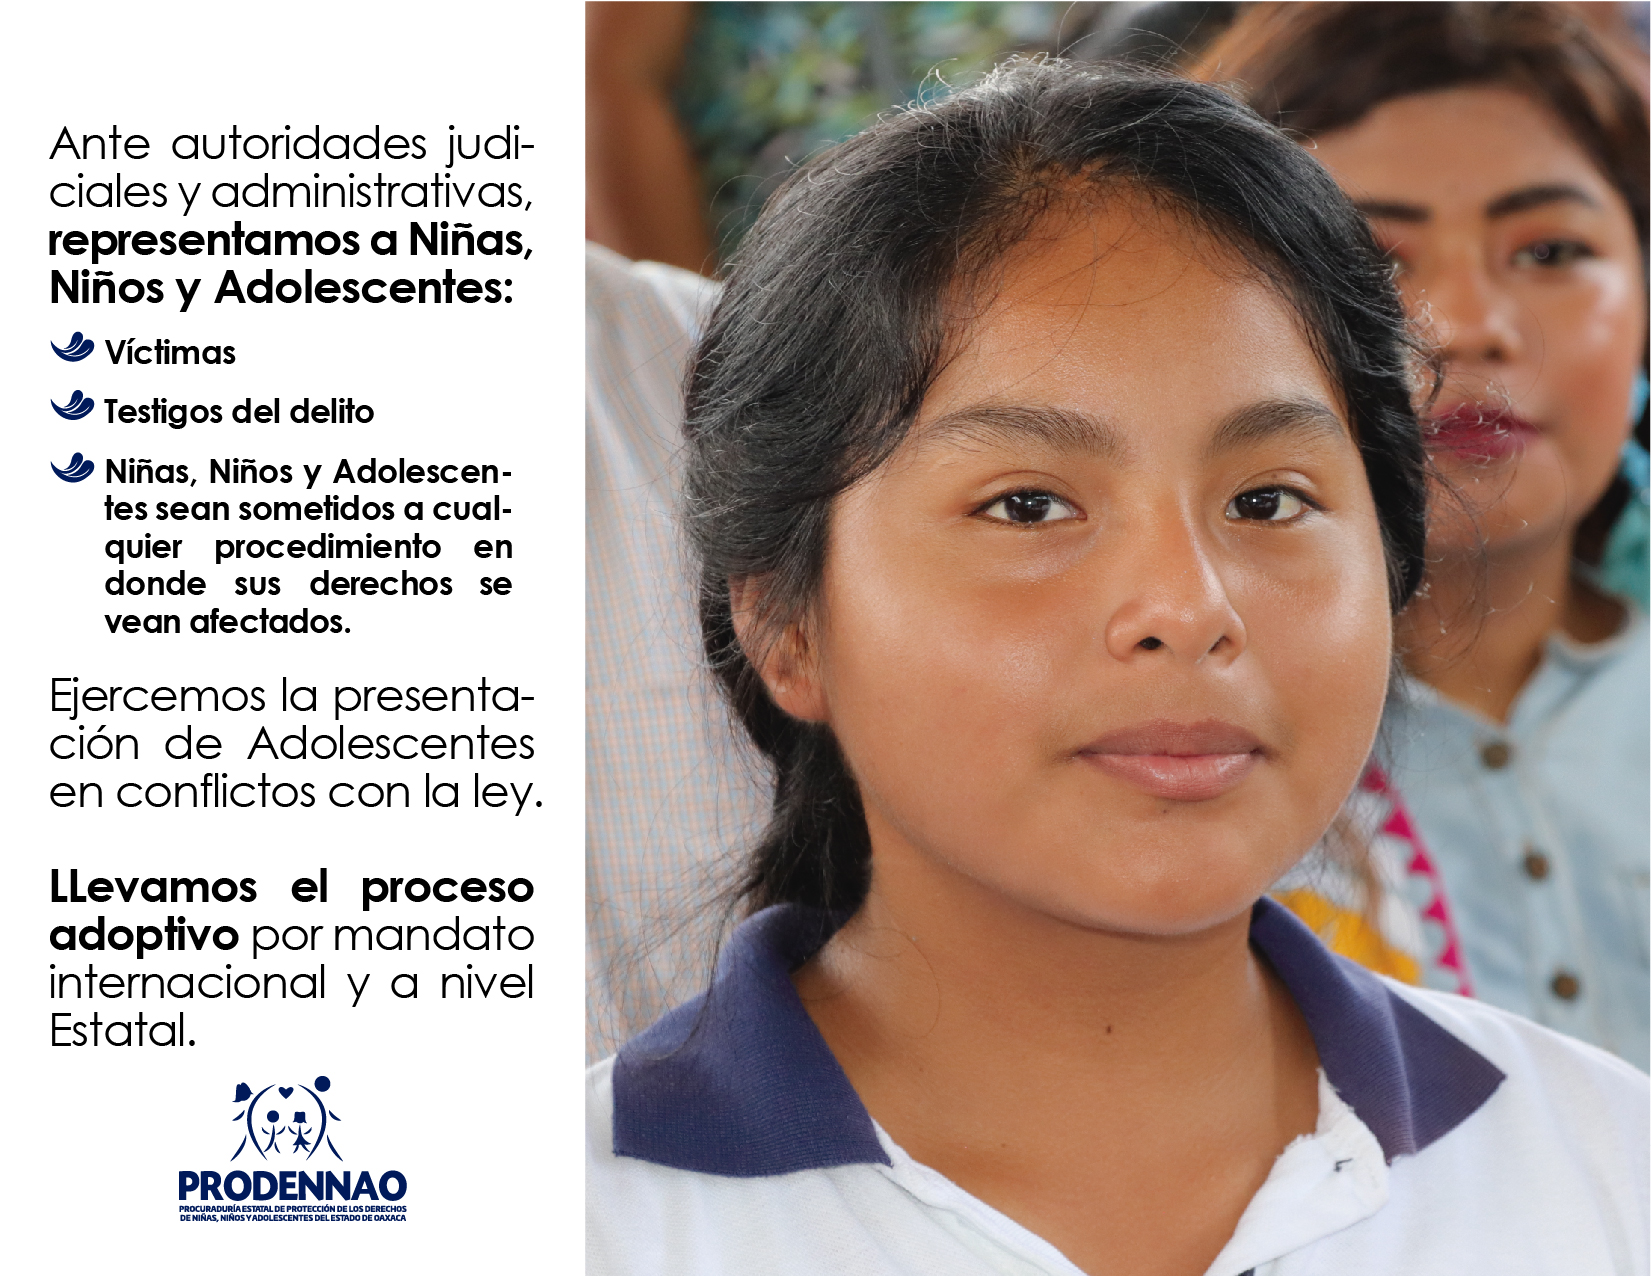 Ante autoridades judi-
ciales y administrativas,
representamos a Niñas,
Niños y Adolescentes:
Víctimas
Testigos del delito
Niñas, Niños y Adolescen-
tes sean sometidos a cual-
quier procedimiento en
donde sus derechos se
vean afectados.
Ejercemos la presenta-
ción de Adolescentes
en conflictos con la ley.
LLevamos el proceso
adoptivo por mandato
internacional y a nivel
Estatal.
PRODENNAO
PROCURADURÍA ESTATAL DE PROTECCIÓN DE LOS DERECHOS
DE NIÑAS, NIÑOS Y ADOLESCENTES DEL ESTADO DE OAXACA